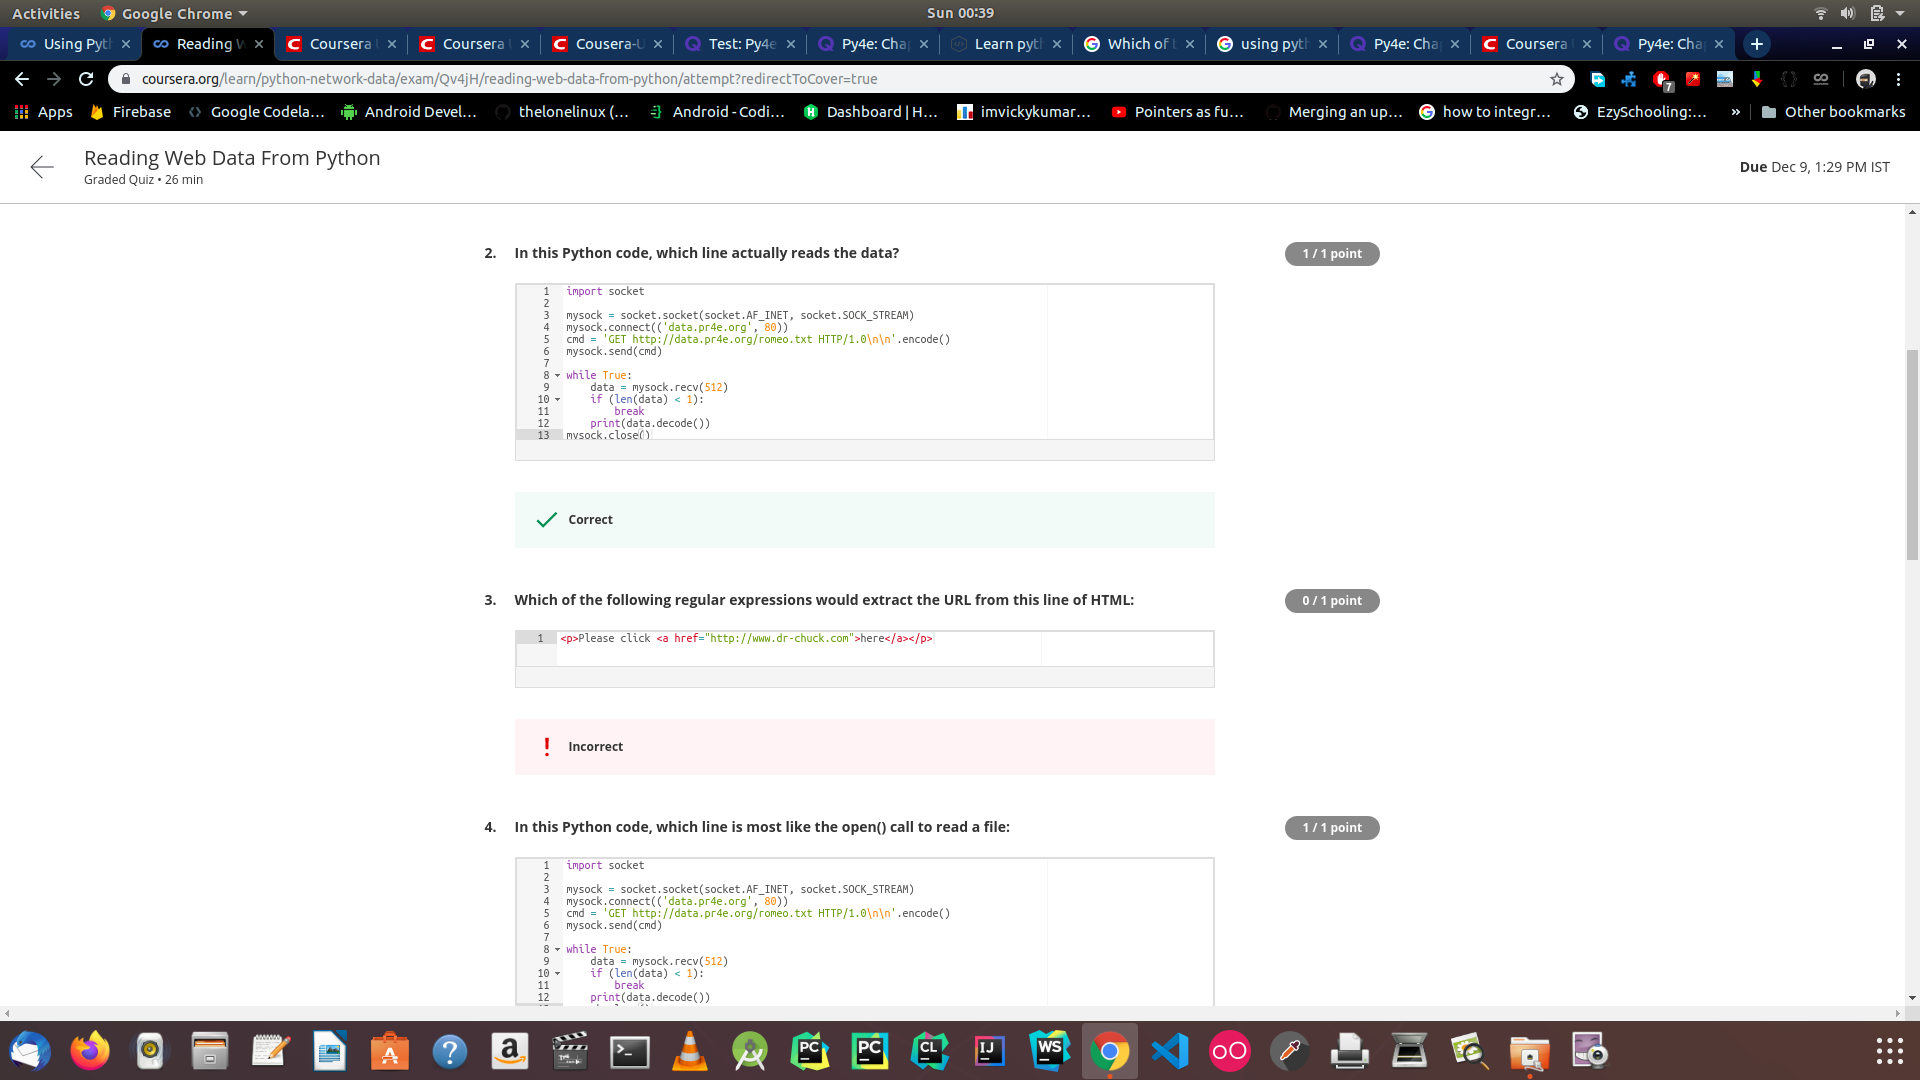 Activities Google Chrome Sun 00:39
Using Pyt Reading W Coursera Coursera Cousera-U Test: Py4e Py4e: Cha Learn pyt Which of using pyt Py4e: Cha Coursera Py4e: Cha
coursera.org/learn/python-network-data/exam/Qv4jH/reading-web-data-from-python/attempt?redirectToCover=true
7
Apps Firebase Google Codela... Android Devel... thelonelinux (... Android - Codi... Dashboard | H... imvickykumar... Pointers as fu... Merging an up... how to integr... EzySchooling:... » Other bookmarks
Reading Web Data From Python
Graded Quiz • 26 min
Due Dec 9, 1:29 PM IST
2. In this Python code, which line actually reads the data?
1 / 1 point
1 import socket
2
3 mysock = socket.socket(socket.AF_INET, socket.SOCK_STREAM)
4 mysock.connect(('data.pr4e.org', 80))
5 cmd = 'GET http://data.pr4e.org/romeo.txt HTTP/1.0\n\n'.encode()
6 mysock.send(cmd)
7
8 while True:
9 data = mysock.recv(512)
10 if (len(data) < 1):
11 break
12 print(data.decode())
13 mysock.close()
Correct
3. Which of the following regular expressions would extract the URL from this line of HTML:
0 / 1 point
1 <p>Please click <a href="http://www.dr-chuck.com">here</a></p>
! Incorrect
4. In this Python code, which line is most like the open() call to read a file:
1 / 1 point
1 import socket
2
3 mysock = socket.socket(socket.AF_INET, socket.SOCK_STREAM)
4 mysock.connect(('data.pr4e.org', 80))
5 cmd = 'GET http://data.pr4e.org/romeo.txt HTTP/1.0\n\n'.encode()
6 mysock.send(cmd)
7
8 while True:
9 data = mysock.recv(512)
10 if (len(data) < 1):
11 break
12 print(data.decode())
A ? a >_ PC PC CL IJ WS